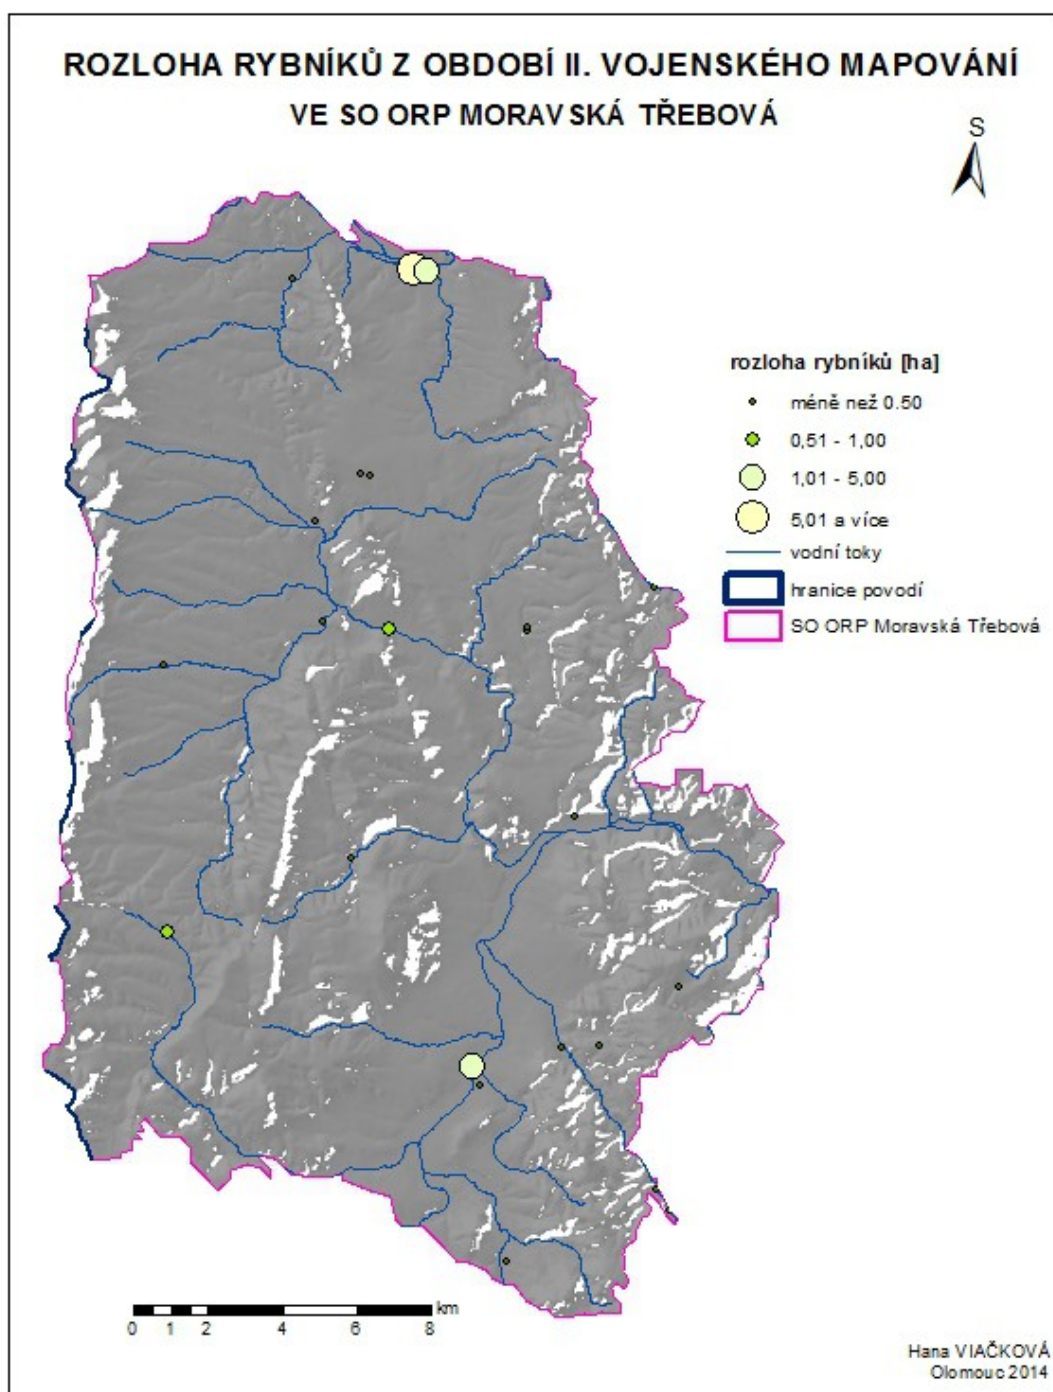 ROZLOHA RYBNÍKŮ Z OBDOBÍ II. VOJENSKÉHO MAPOVÁNÍ
VE SO ORP MORAVSKÁ TŘEBOVÁ
S
rozloha rybníků [ha]
méně než 0.50
0,51 - 1,00
1,01 - 5,00
5,01 a více
vodní toky
hranice povodí
SO ORP Moravská Třebová
km
0 1 2 4 6 8
Hana VIAČKOVÁ
Olomouc 2014